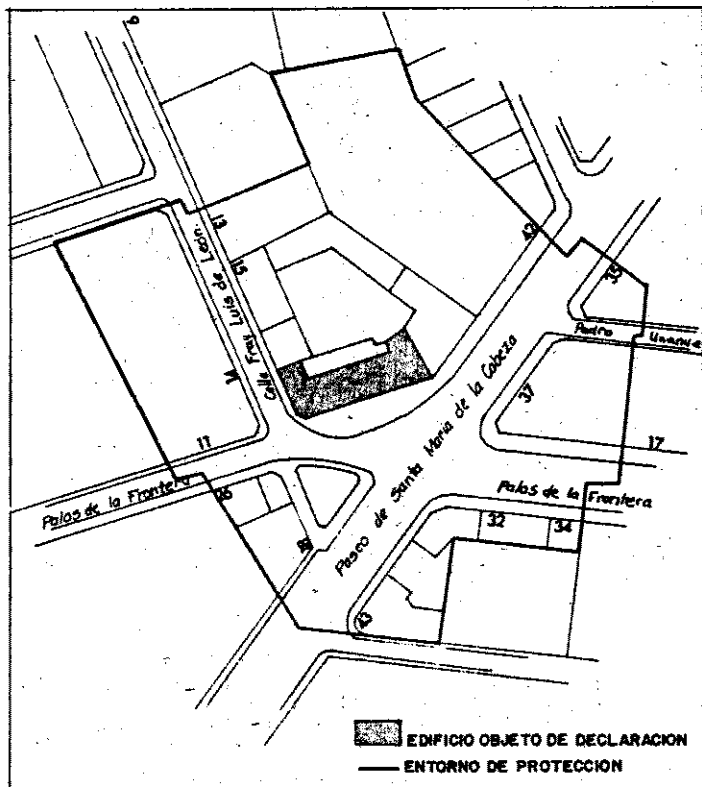 9
13
Calle Fray Luis de León.
15
42
35
Pedro Unanue
14
37
Paseo de Santa María de la Cabeza
11
17
Palos de la Frontera
26
Palos de la Frontera
32
34
43
EDIFICIO OBJETO DE DECLARACION
ENTORNO DE PROTECCION